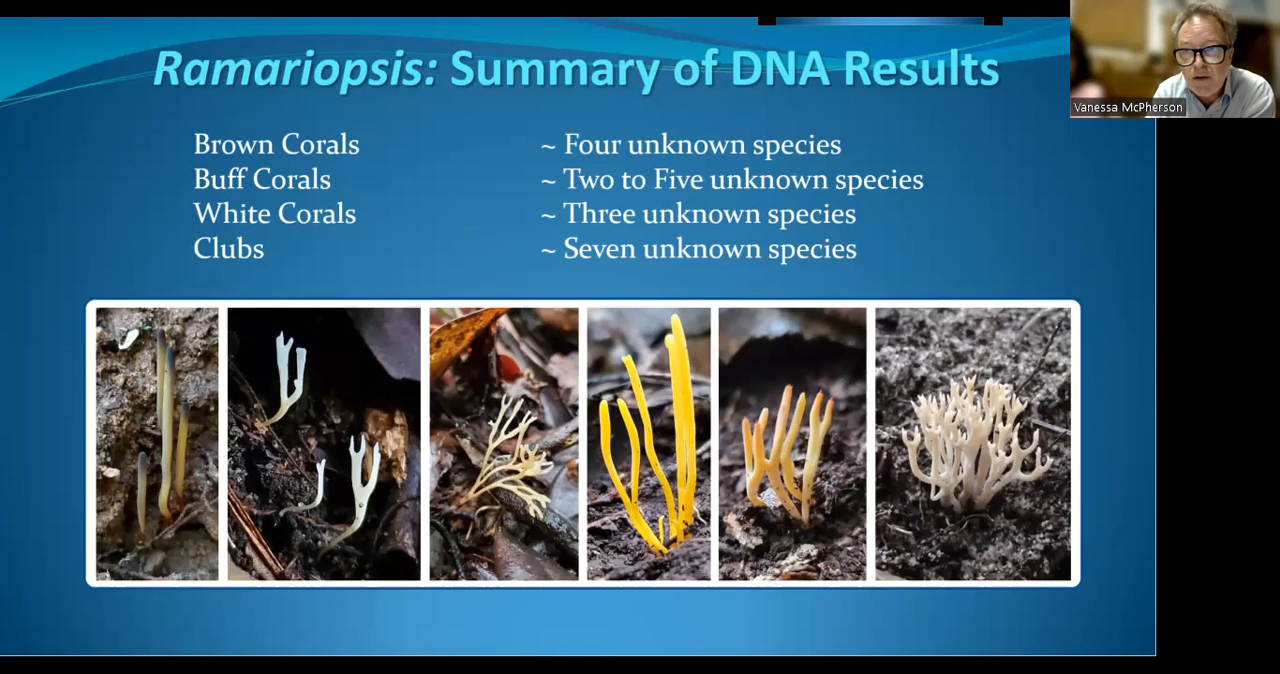 Ramariopsis: Summary of DNA Results
Vanessa McPherson
Brown Corals ~ Four unknown species
Buff Corals ~ Two to Five unknown species
White Corals ~ Three unknown species
Clubs ~ Seven unknown species